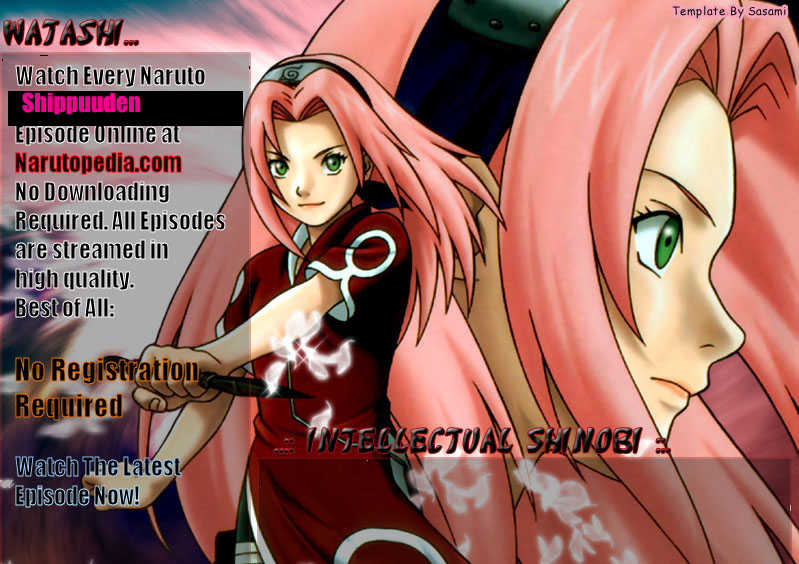 Template By Sasami
WATASHI...
Watch Every Naruto
Shippuuden
Episode Online at
Narutopedia.com
No Downloading
Required. All Episodes
are streamed in
high quality.
Best of All:
No Registration
Required
Watch The Latest
Episode Now!
..:: INTELLECTUAL SHINOBI ::..